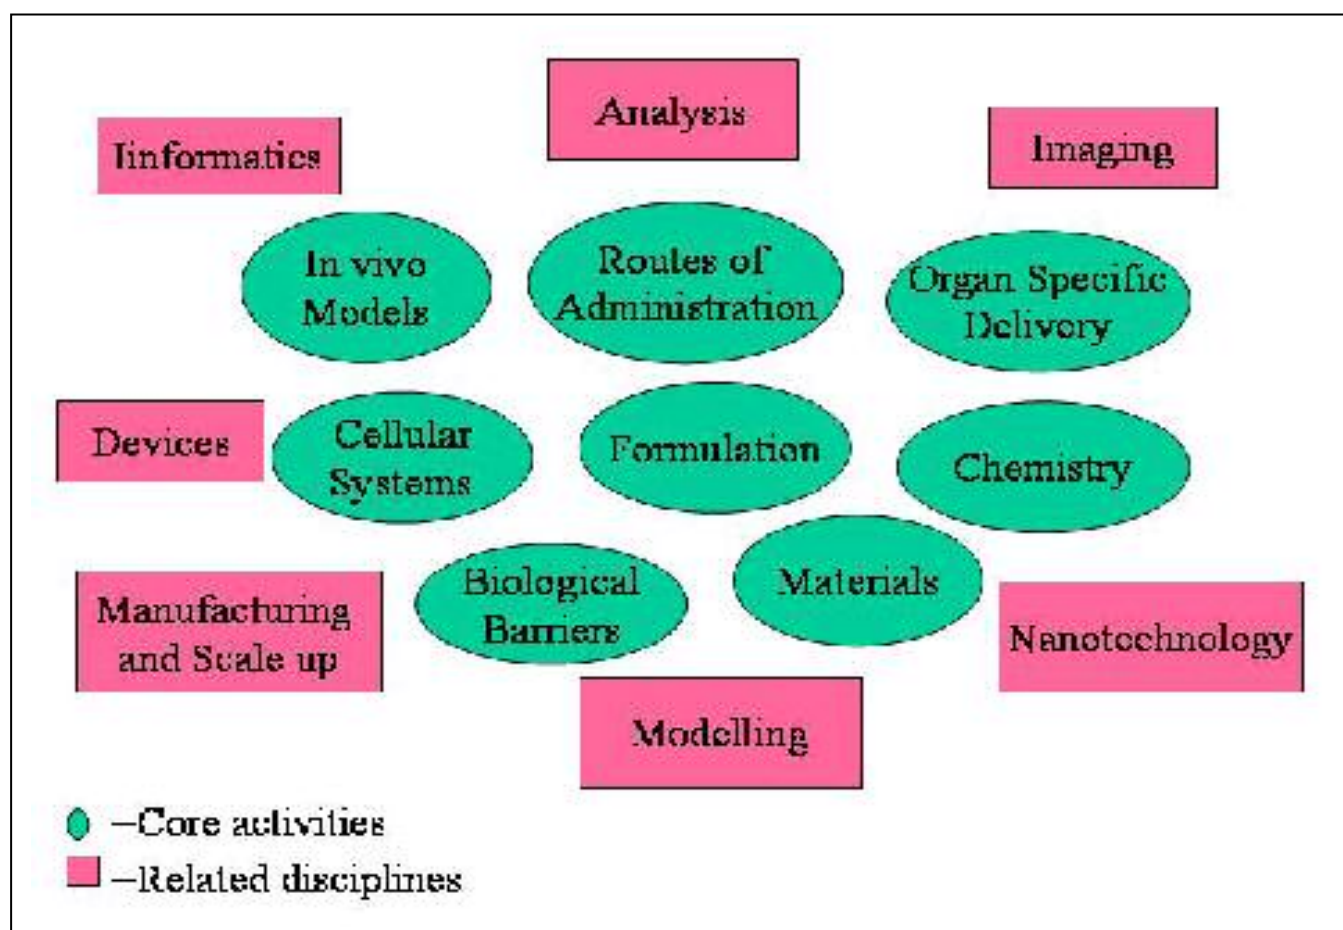 Analysis
Iinformatics
Imaging
In vivo
Models
Routes of
Administration
Organ Specific
Delivery
Devices
Cellular
Systems
Formulation
Chemistry
Manufacturing
and Scale up
Biological
Barriers
Materials
Nanotechnology
Modelling
–Core activities
–Related disciplines